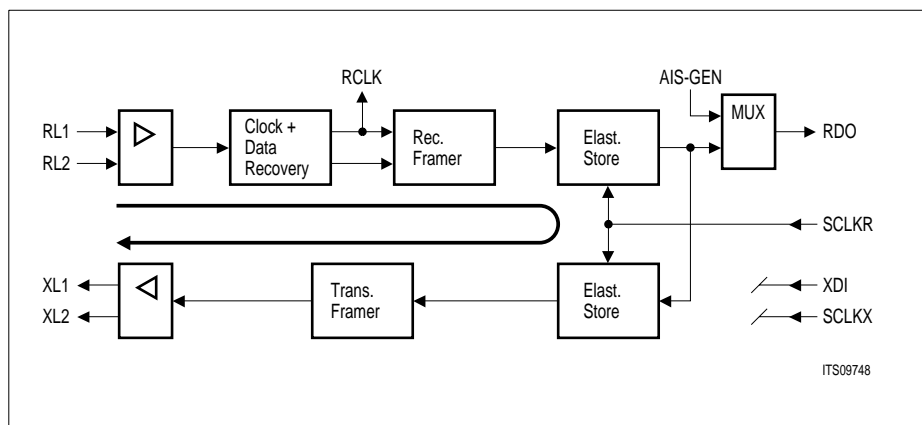 RCLK
AIS-GEN
RL1
RL2
Clock +
Data
Recovery
Rec.
Framer
Elast.
Store
MUX
RDO
SCLKR
XL1
XL2
Trans.
Framer
Elast.
Store
XDI
SCLKX
ITS09748